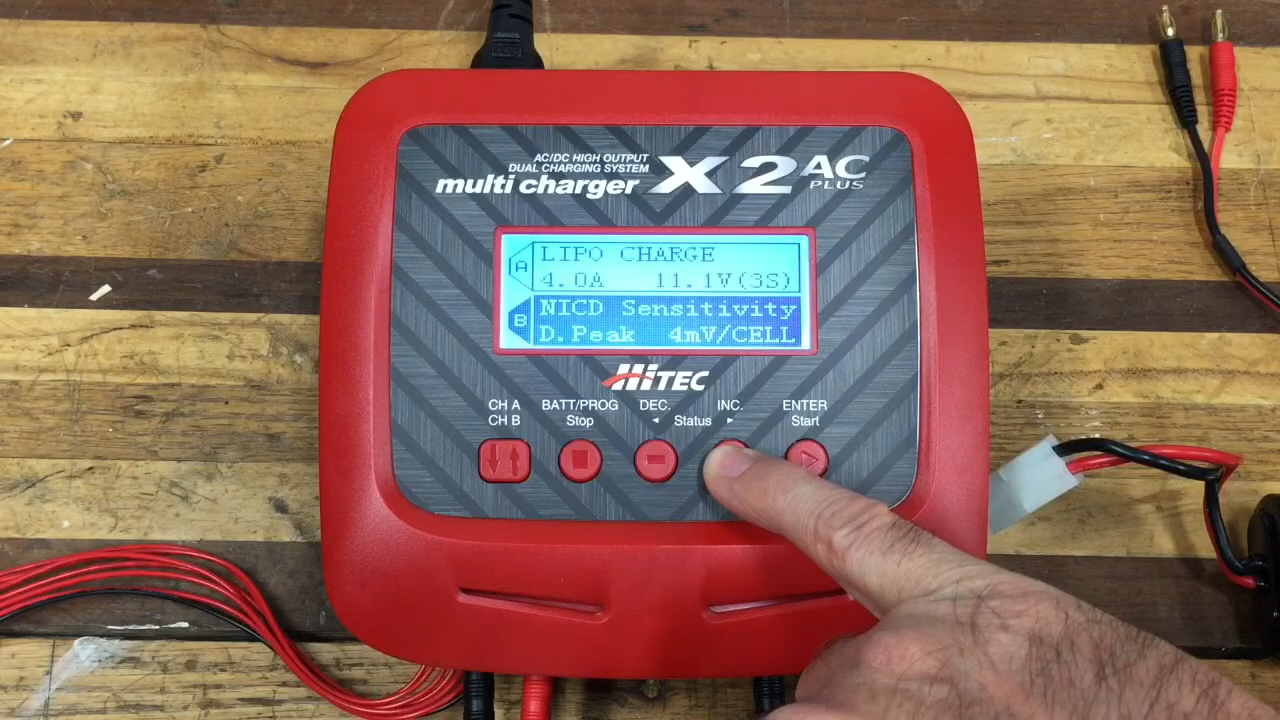 AC/DC HIGH OUTPUT
DUAL CHARGING SYSTEM
multi charger X2 AC PLUS
A LIPO CHARGE
4.0A 11.1V(3S)
B NICD Sensitivity
D.Peak 4mV/CELL
HiTEC
CH A BATT/PROG DEC. INC. ENTER
CH B Stop ◄ Status ► Start